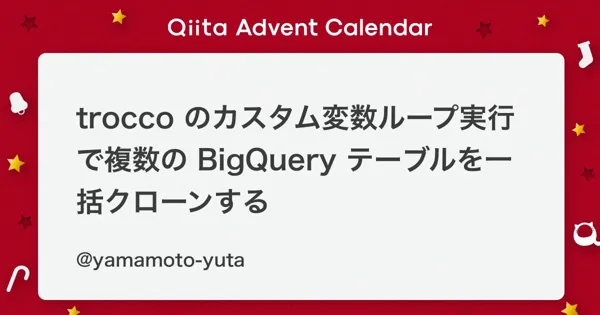 Qiita Advent Calendar
trocco のカスタム変数ループ実行
で複数の BigQuery テーブルを一
括クローンする
@yamamoto-yuta